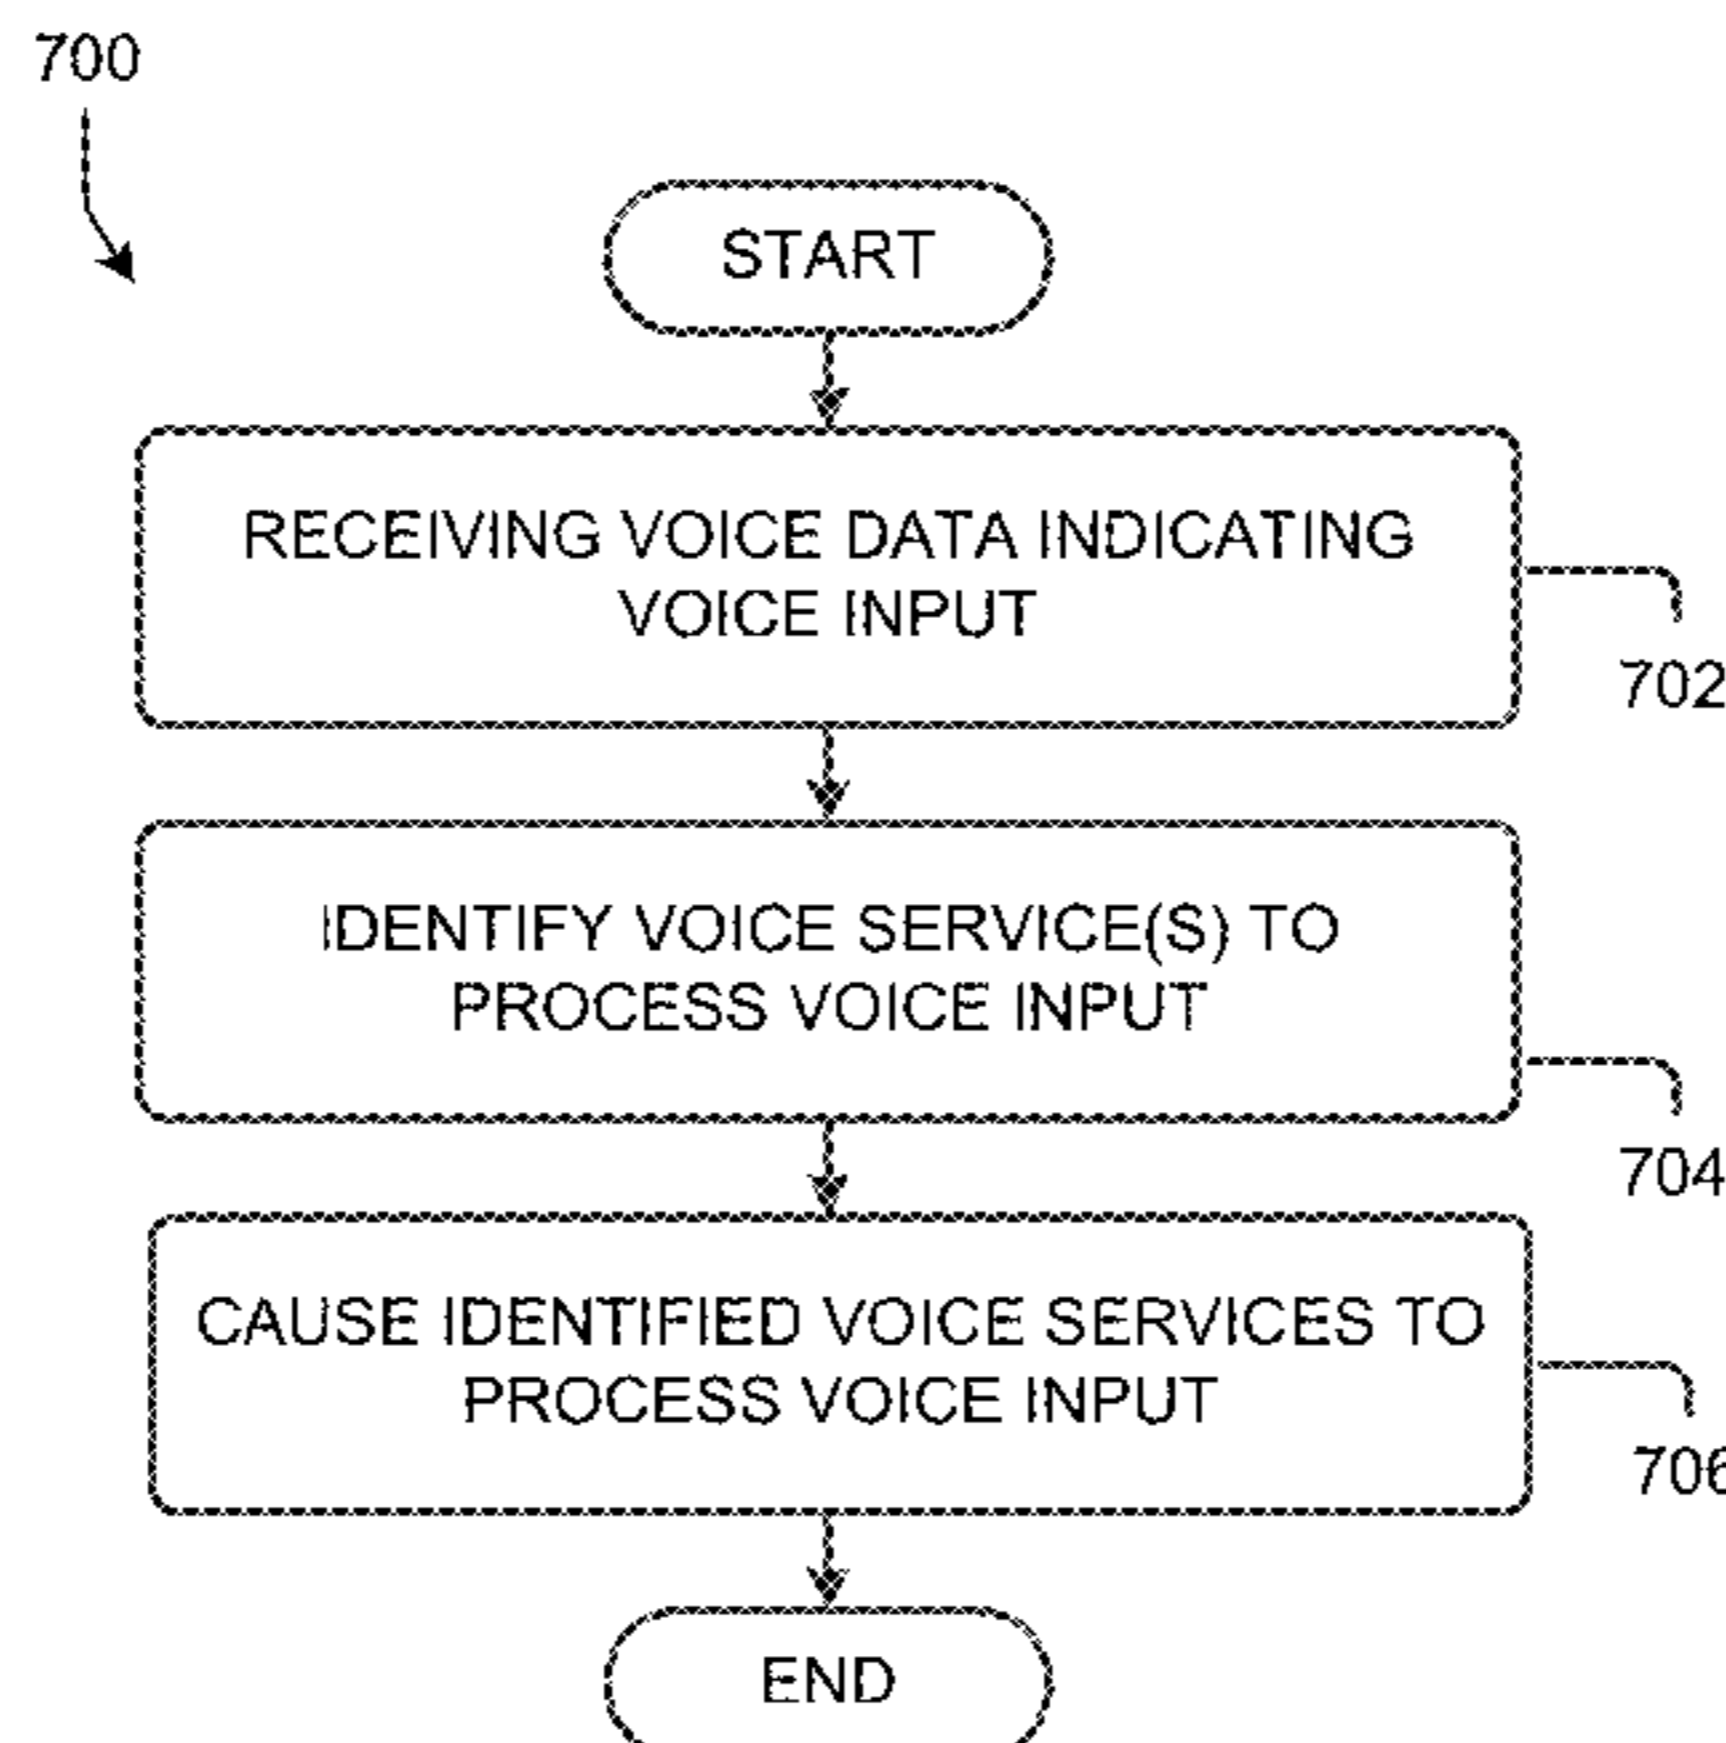 700
START
RECEIVING VOICE DATA INDICATING
VOICE INPUT
702
IDENTIFY VOICE SERVICE(S) TO
PROCESS VOICE INPUT
704
CAUSE IDENTIFIED VOICE SERVICES TO
PROCESS VOICE INPUT
706
END